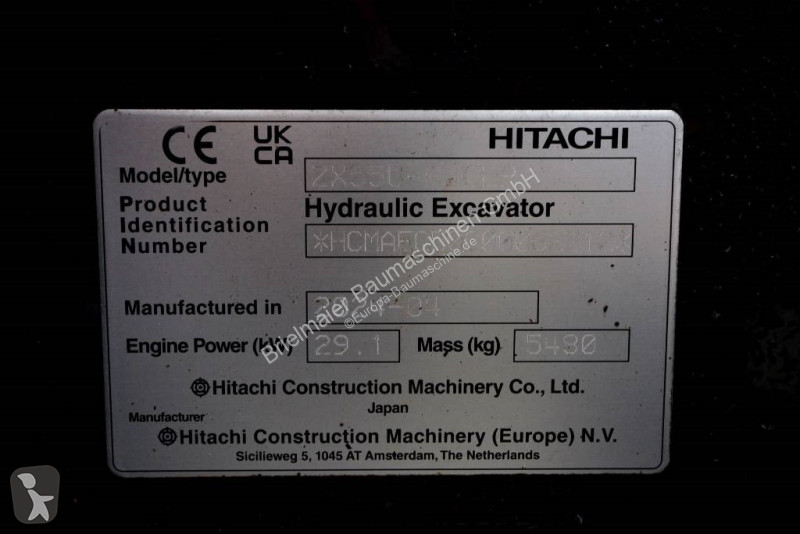 CE UK CA HITACHI
Model/type
Product
Identification Hydraulic Excavator
Number
Manufactured in
Engine Power (kW) 29.1 Mass (kg) 5480
Hitachi Construction Machinery Co., Ltd.
Japan
Manufacturer
Hitachi Construction Machinery (Europe) N.V.
Sicilieweg 5, 1045 AT Amsterdam, The Netherlands
Bitelmaier Baumaschinen GmbH
©Europa-Baumaschine.de